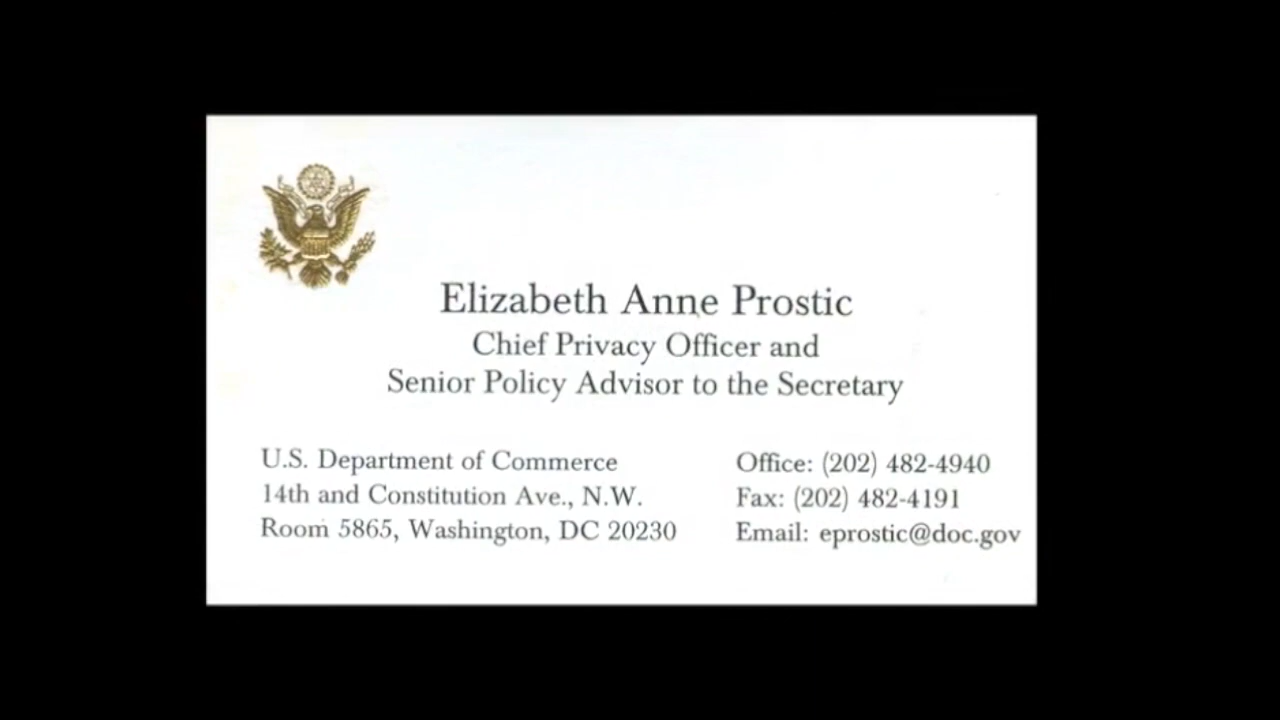 Elizabeth Anne Prostic
Chief Privacy Officer and
Senior Policy Advisor to the Secretary
U.S. Department of Commerce
14th and Constitution Ave., N.W.
Room 5865, Washington, DC 20230
Office: (202) 482-4940
Fax: (202) 482-4191
Email: eprostic@doc.gov